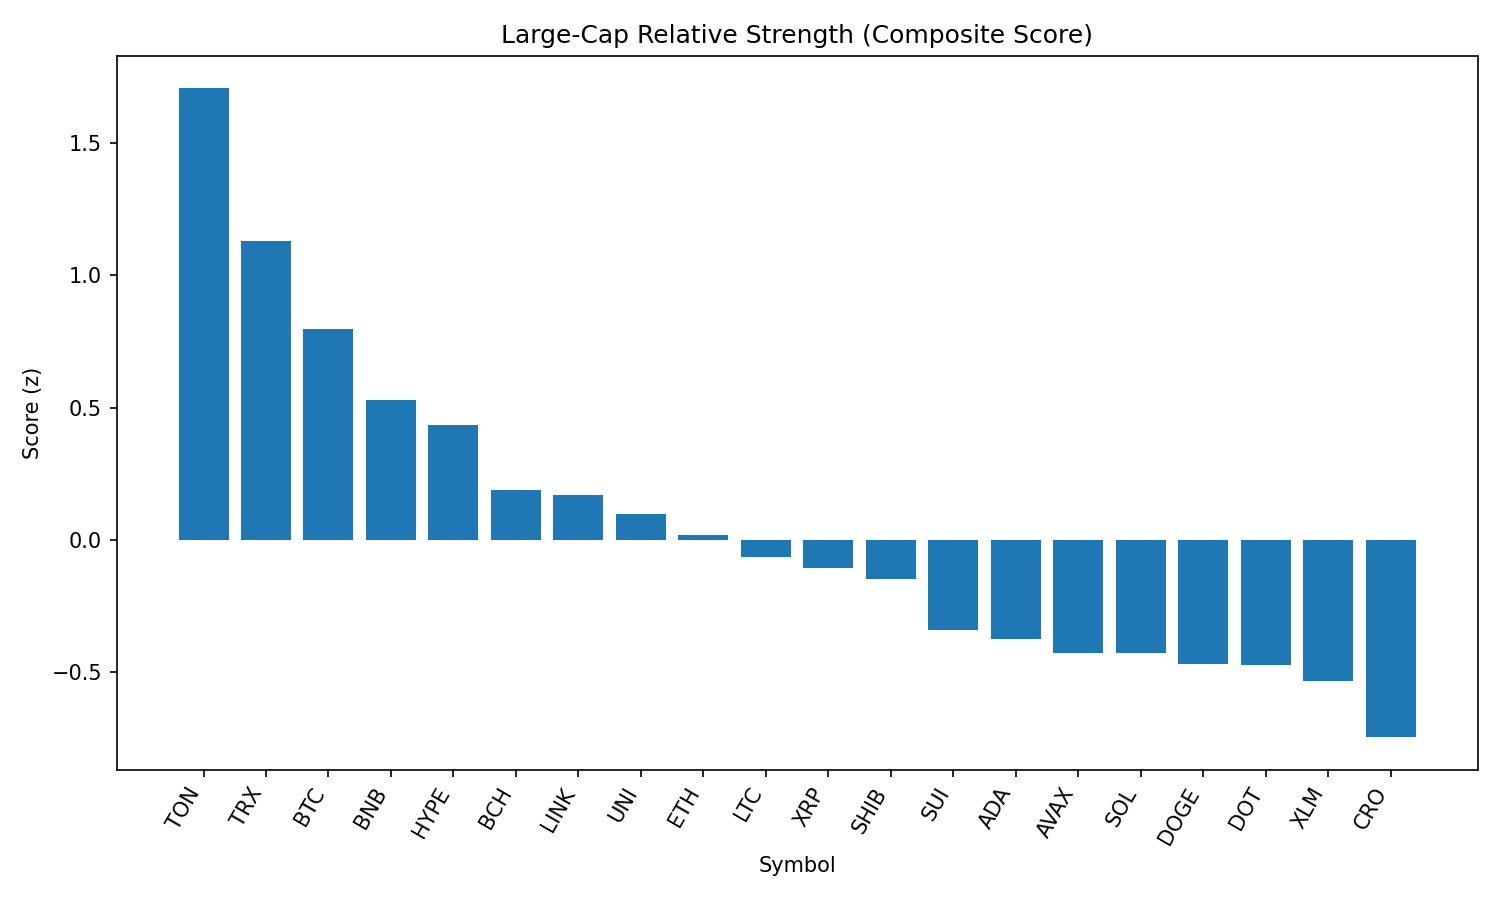 Large-Cap Relative Strength (Composite Score)
Score (z)
1.5
1.0
0.5
0.0
−0.5
TON
TRX
BTC
BNB
HYPE
BCH
LINK
UNI
ETH
LTC
XRP
SHIB
SUI
ADA
AVAX
SOL
DOGE
DOT
XLM
CRO
Symbol